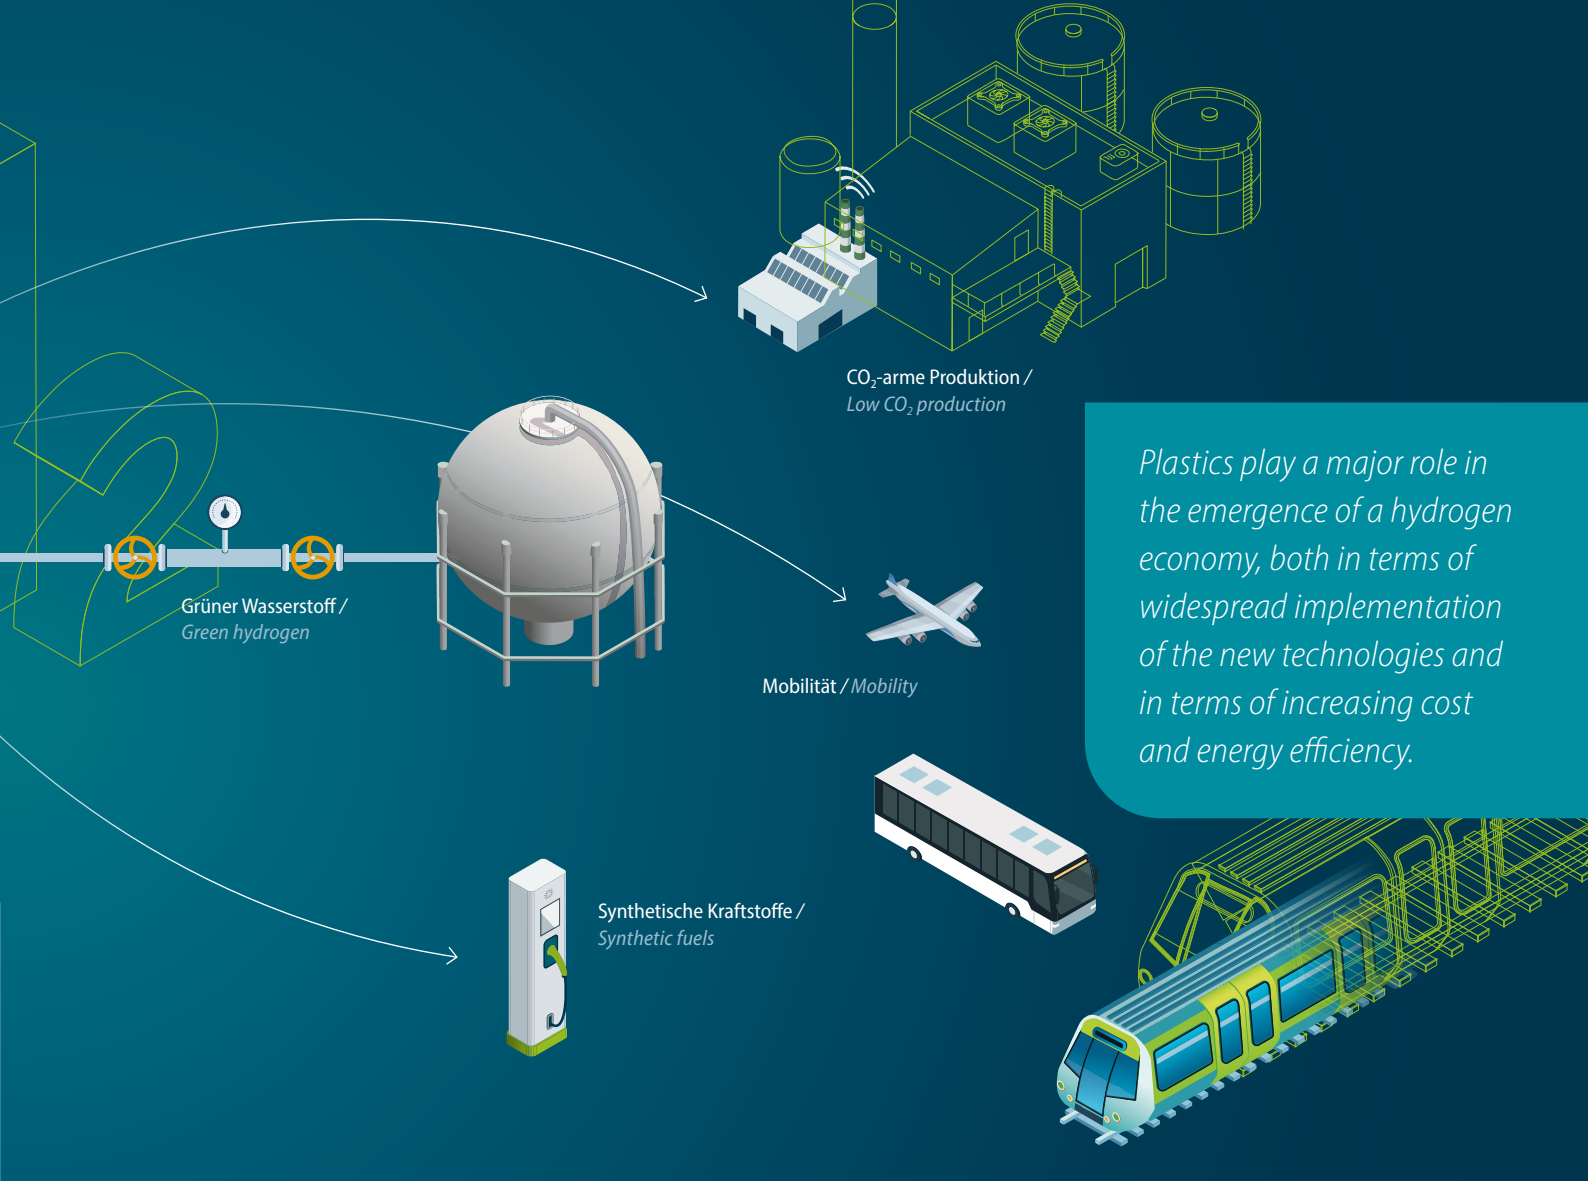 CO₂-arme Produktion /
Low CO₂ production
Plastics play a major role in
the emergence of a hydrogen
economy, both in terms of
widespread implementation
of the new technologies and
in terms of increasing cost
and energy efficiency.
Grüner Wasserstoff /
Green hydrogen
Mobilität / Mobility
Synthetische Kraftstoffe /
Synthetic fuels
2